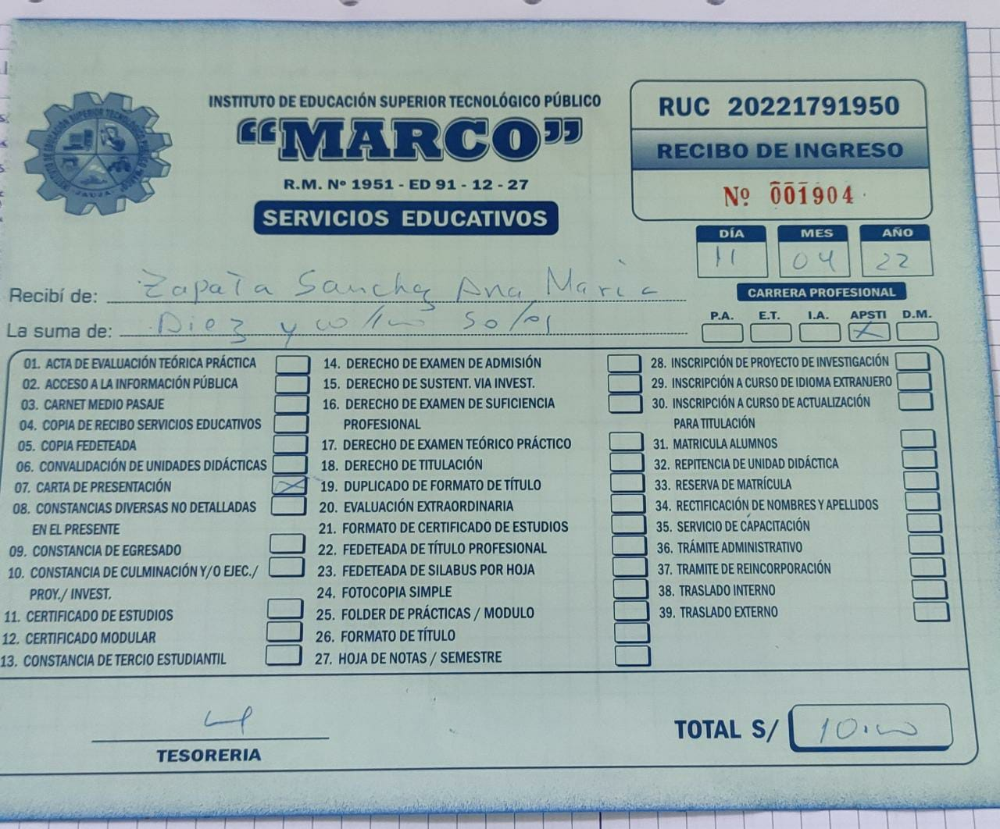 INSTITUTO DE EDUCACIÓN SUPERIOR TECNOLÓGICO PÚBLICO
“MARCO”
R.M. Nº 1951 - ED 91 - 12 - 27
SERVICIOS EDUCATIVOS
JAUJA
RUC 20221791950
RECIBO DE INGRESO
Nº 001904
DÍA MES AÑO
11 04 22
Recibí de: Zapata Sanchez Ana Maria
CARRERA PROFESIONAL
P.A. E.T. I.A. APSTI D.M.
X
La suma de: Diez y 00/100 soles
01. ACTA DE EVALUACIÓN TEÓRICA PRÁCTICA
02. ACCESO A LA INFORMACIÓN PÚBLICA
03. CARNET MEDIO PASAJE
04. COPIA DE RECIBO SERVICIOS EDUCATIVOS
05. COPIA FEDETEADA
06. CONVALIDACIÓN DE UNIDADES DIDÁCTICAS
07. CARTA DE PRESENTACIÓN X
08. CONSTANCIAS DIVERSAS NO DETALLADAS
EN EL PRESENTE
09. CONSTANCIA DE EGRESADO
10. CONSTANCIA DE CULMINACIÓN Y/O EJEC./
PROY./ INVEST.
11. CERTIFICADO DE ESTUDIOS
12. CERTIFICADO MODULAR
13. CONSTANCIA DE TERCIO ESTUDIANTIL
14. DERECHO DE EXAMEN DE ADMISIÓN
15. DERECHO DE SUSTENT. VIA INVEST.
16. DERECHO DE EXAMEN DE SUFICIENCIA
PROFESIONAL
17. DERECHO DE EXAMEN TEÓRICO PRÁCTICO
18. DERECHO DE TITULACIÓN
19. DUPLICADO DE FORMATO DE TÍTULO
20. EVALUACIÓN EXTRAORDINARIA
21. FORMATO DE CERTIFICADO DE ESTUDIOS
22. FEDETEADA DE TÍTULO PROFESIONAL
23. FEDETEADA DE SILABUS POR HOJA
24. FOTOCOPIA SIMPLE
25. FOLDER DE PRÁCTICAS / MODULO
26. FORMATO DE TÍTULO
27. HOJA DE NOTAS / SEMESTRE
28. INSCRIPCIÓN DE PROYECTO DE INVESTIGACIÓN
29. INSCRIPCIÓN A CURSO DE IDIOMA EXTRANJERO
30. INSCRIPCIÓN A CURSO DE ACTUALIZACIÓN
PARA TITULACIÓN
31. MATRICULA ALUMNOS
32. REPITENCIA DE UNIDAD DIDÁCTICA
33. RESERVA DE MATRÍCULA
34. RECTIFICACIÓN DE NOMBRES Y APELLIDOS
35. SERVICIO DE CAPACITACIÓN
36. TRÁMITE ADMINISTRATIVO
37. TRAMITE DE REINCORPORACIÓN
38. TRASLADO INTERNO
39. TRASLADO EXTERNO
TESORERIA
TOTAL S/ 10.00